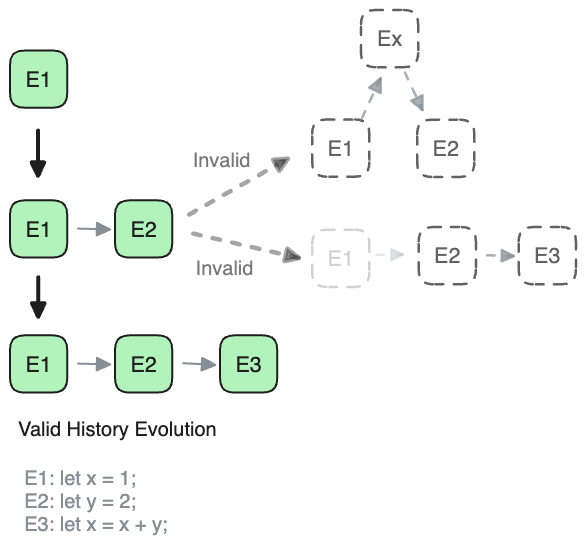 Ex
E1
E1 E2
Invalid
E1 E2
Invalid
E1 E2 E3
E1 E2 E3
Valid History Evolution
E1: let x = 1;
E2: let y = 2;
E3: let x = x + y;